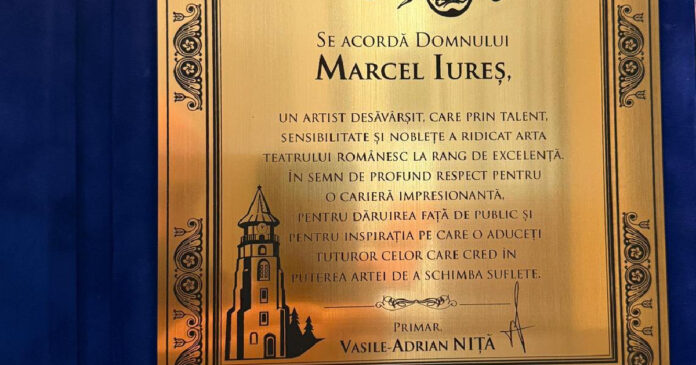 Se acordă Domnului
Marcel Iureș,
un artist desăvârșit, care prin talent,
sensibilitate și noblețe a ridicat arta
teatrului românesc la rang de excelență.
În semn de profund respect pentru
o carieră impresionantă,
pentru dăruirea față de public și
pentru inspirația pe care o aduceți
tuturor celor care cred în
puterea artei de a schimba suflete.
Primar,
Vasile-Adrian NIȚĂ